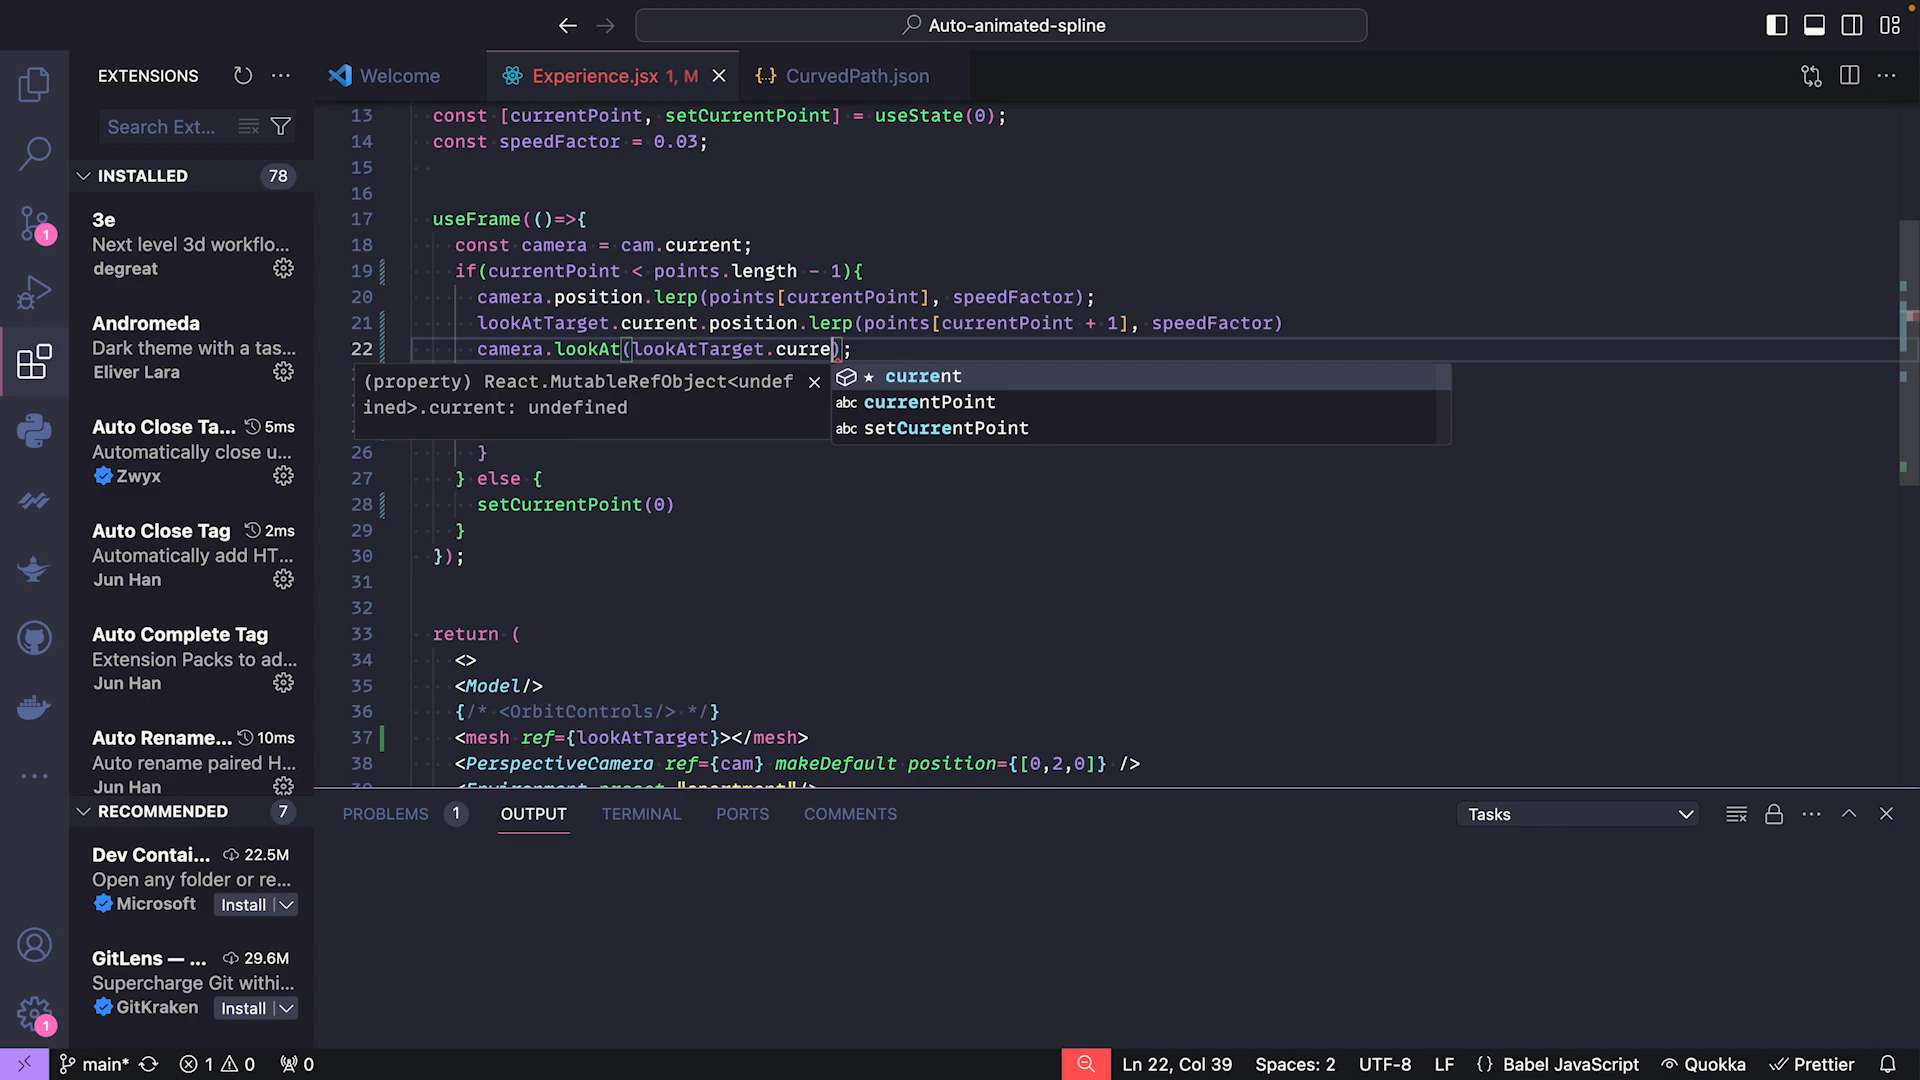 Auto-animated-spline
EXTENSIONS
Search Ext...
INSTALLED 78
3e
Next level 3d workflo...
degreat
Andromeda
Dark theme with a tas...
Eliver Lara
Auto Close Ta... 5ms
Automatically close u...
Zwyx
Auto Close Tag 2ms
Automatically add HT...
Jun Han
Auto Complete Tag
Extension Packs to ad...
Jun Han
Auto Rename... 10ms
Auto rename paired H...
Jun Han
RECOMMENDED 7
Dev Contai... 22.5M
Open any folder or re...
Microsoft Install
GitLens — ... 29.6M
Supercharge Git withi...
GitKraken Install
1
1
Welcome Experience.jsx 1, M CurvedPath.json
13 const [currentPoint, setCurrentPoint] = useState(0);
14 const speedFactor = 0.03;
15
16
17 useFrame(()=>{
18 const camera = cam.current;
19 if(currentPoint < points.length - 1){
20 camera.position.lerp(points[currentPoint], speedFactor);
21 lookAtTarget.current.position.lerp(points[currentPoint + 1], speedFactor)
22 camera.lookAt(lookAtTarget.curre);
(property) React.MutableRefObject<undef
ined>.current: undefined
current
abc currentPoint
abc setCurrentPoint
26 }
27 } else {
28 setCurrentPoint(0)
29 }
30 });
31
32
33 return (
34 <>
35 <Model/>
36 {/* <OrbitControls/> */}
37 <mesh ref={lookAtTarget}></mesh>
38 <PerspectiveCamera ref={cam} makeDefault position={[0,2,0]} />
PROBLEMS 1 OUTPUT TERMINAL PORTS COMMENTS Tasks
main* 1 0 0 Ln 22, Col 39 Spaces: 2 UTF-8 LF {} Babel JavaScript Quokka Prettier